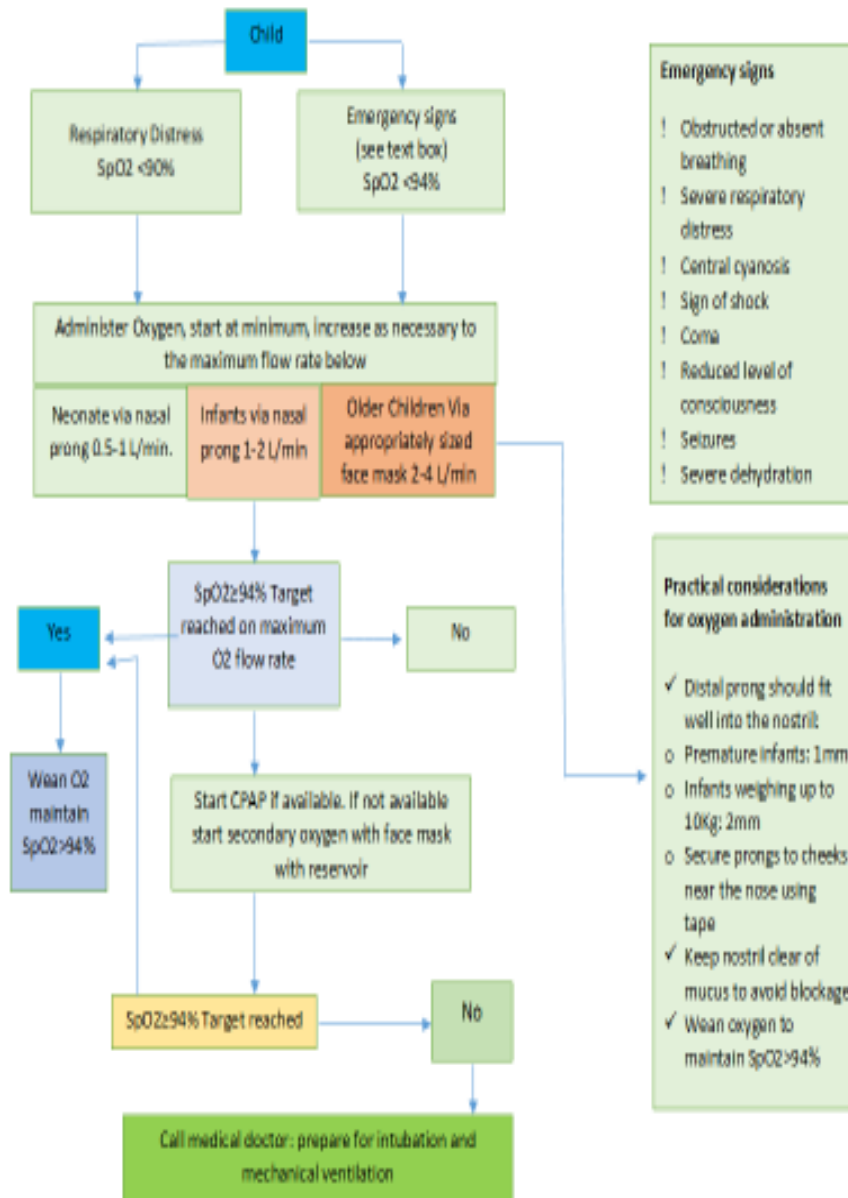 Child
Respiratory Distress
SpO2 <90%
Emergency signs
(see text box)
SpO2 <94%
Administer Oxygen, start at minimum, increase as necessary to
the maximum flow rate below
Neonate via nasal
prong 0.5-1 L/min.
Infants via nasal
prong 1-2 L/min
Older Children Via
appropriately sized
face mask 2-4 L/min
SpO2≥94% Target
reached on maximum
O2 flow rate
Yes
No
Wean O2
maintain
SpO2>94%
Start CPAP if available. If not available
start secondary oxygen with face mask
with reservoir
SpO2≥94% Target reached
No
Call medical doctor: prepare for intubation and
mechanical ventilation
Emergency signs
! Obstructed or absent
breathing
! Severe respiratory
distress
! Central cyanosis
! Sign of shock
! Coma
! Reduced level of
consciousness
! Seizures
! Severe dehydration
Practical considerations
for oxygen administration
✓ Distal prong should fit
well into the nostril:
o Premature infants: 1mm
o Infants weighing up to
10Kg: 2mm
o Secure prongs to cheeks
near the nose using
tape
✓ Keep nostril clear of
mucus to avoid blockage
✓ Wean oxygen to
maintain SpO2>94%